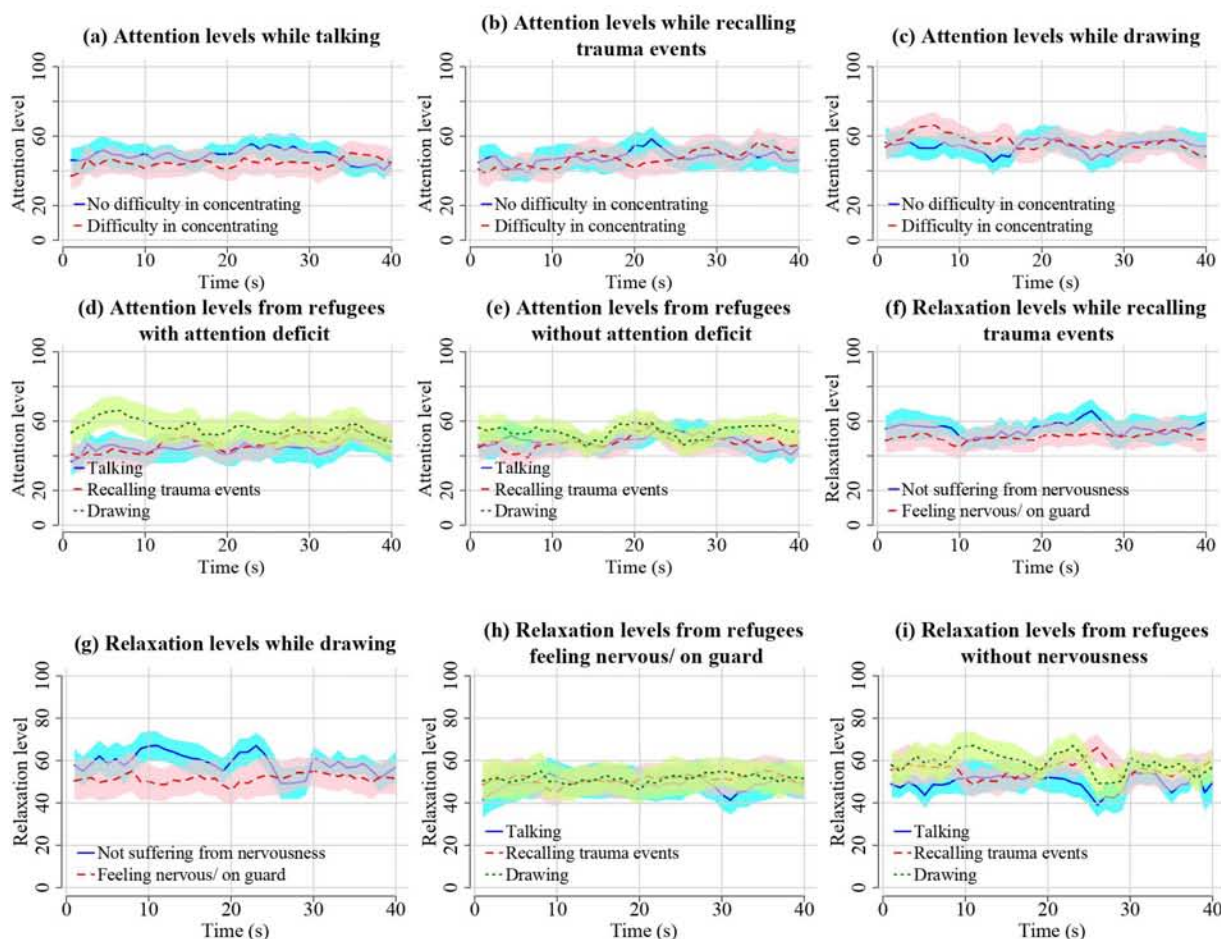 (a) Attention levels while talking
Attention level
100
60
20
0
No difficulty in concentrating
Difficulty in concentrating
0 10 20 30 40
Time (s)
(b) Attention levels while recalling
trauma events
Attention level
100
60
20
0
No difficulty in concentrating
Difficulty in concentrating
0 10 20 30 40
Time (s)
(c) Attention levels while drawing
Attention level
100
60
20
0
No difficulty in concentrating
Difficulty in concentrating
0 10 20 30 40
Time (s)
(d) Attention levels from refugees
with attention deficit
Attention level
100
60
20
0
Talking
Recalling trauma events
Drawing
0 10 20 30 40
Time (s)
(e) Attention levels from refugees
without attention deficit
Attention level
100
60
20
0
Talking
Recalling trauma events
Drawing
0 10 20 30 40
Time (s)
(f) Relaxation levels while recalling
trauma events
Relaxation level
100
60
20
0
Not suffering from nervousness
Feeling nervous/ on guard
0 10 20 30 40
Time (s)
(g) Relaxation levels while drawing
Relaxation level
100
80
60
40
20
0
Not suffering from nervousness
Feeling nervous/ on guard
0 10 20 30 40
Time (s)
(h) Relaxation levels from refugees
feeling nervous/ on guard
Relaxation level
100
80
60
40
20
0
Talking
Recalling trauma events
Drawing
0 10 20 30 40
Time (s)
(i) Relaxation levels from refugees
without nervousness
Relaxation level
100
80
60
40
20
0
Talking
Recalling trauma events
Drawing
0 10 20 30 40
Time (s)